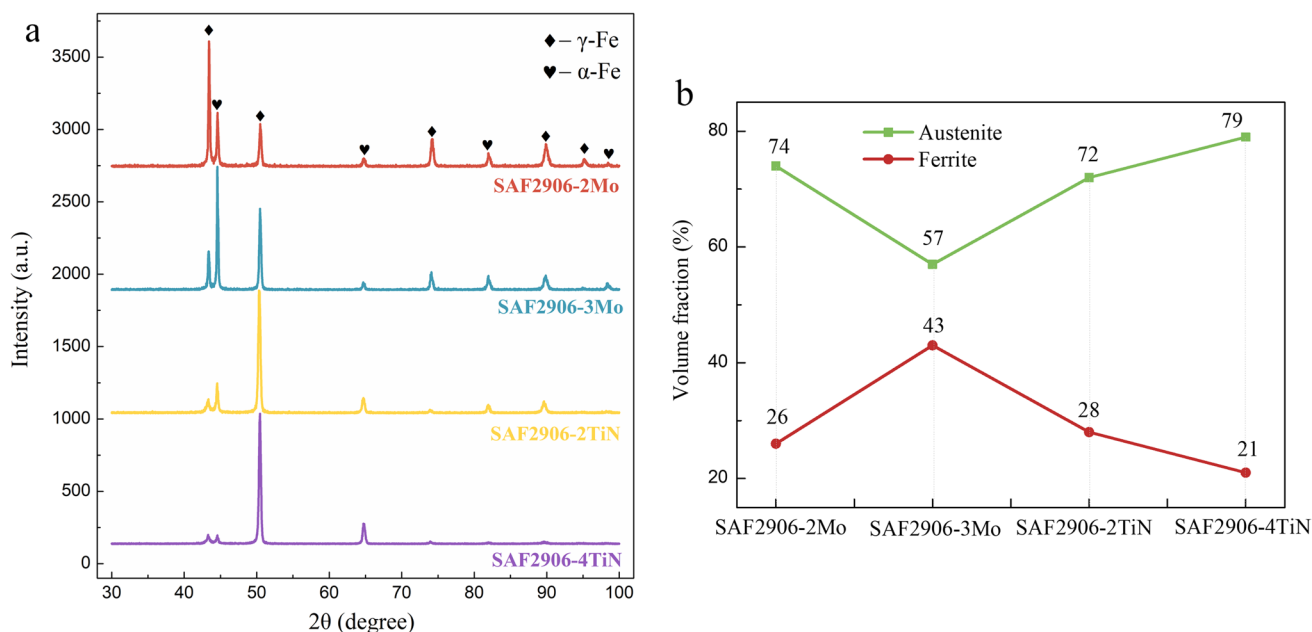 a
♦ – γ-Fe
♥ – α-Fe
3500
3000
2500
2000
1500
1000
500
0
Intensity (a.u.)
SAF2906-2Mo
SAF2906-3Mo
SAF2906-2TiN
SAF2906-4TiN
30 40 50 60 70 80 90 100
2θ (degree)
b
Austenite
Ferrite
80
60
40
20
Volume fraction (%)
74 57 72 79
26 43 28 21
SAF2906-2Mo SAF2906-3Mo SAF2906-2TiN SAF2906-4TiN